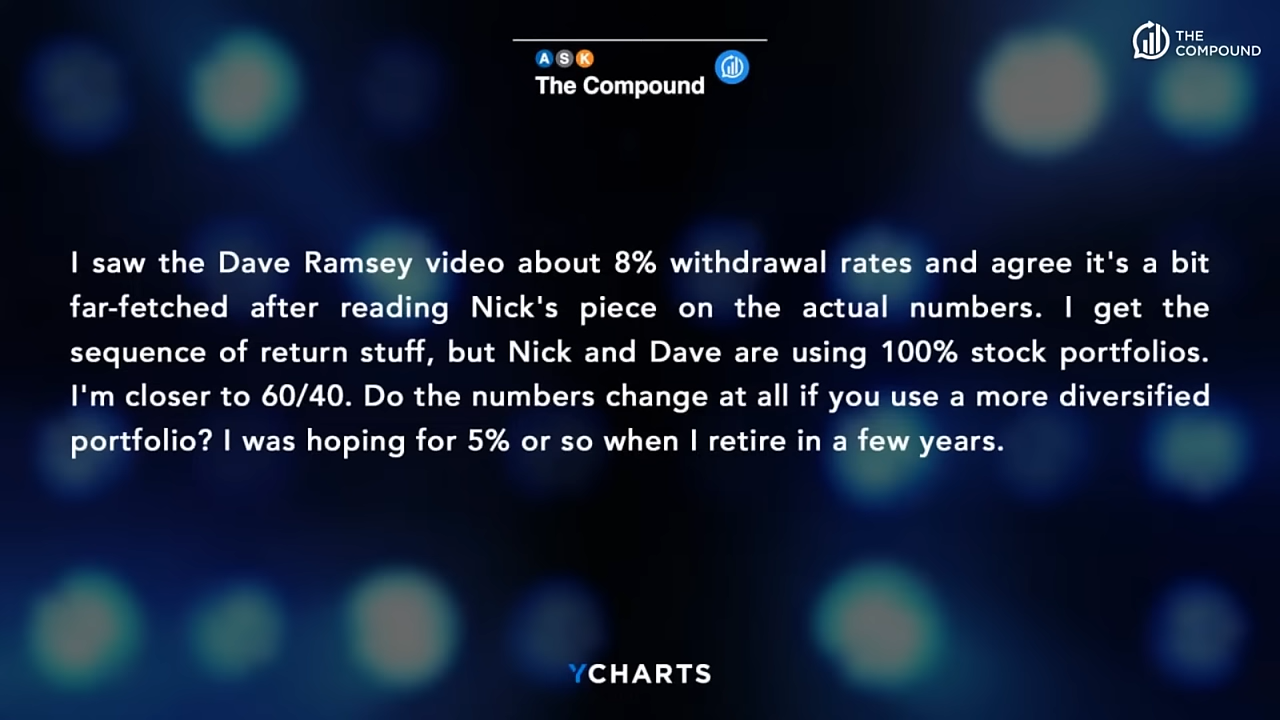 ASK
The Compound
THE
COMPOUND
I saw the Dave Ramsey video about 8% withdrawal rates and agree it's a bit
far-fetched after reading Nick's piece on the actual numbers. I get the
sequence of return stuff, but Nick and Dave are using 100% stock portfolios.
I'm closer to 60/40. Do the numbers change at all if you use a more diversified
portfolio? I was hoping for 5% or so when I retire in a few years.
YCHARTS